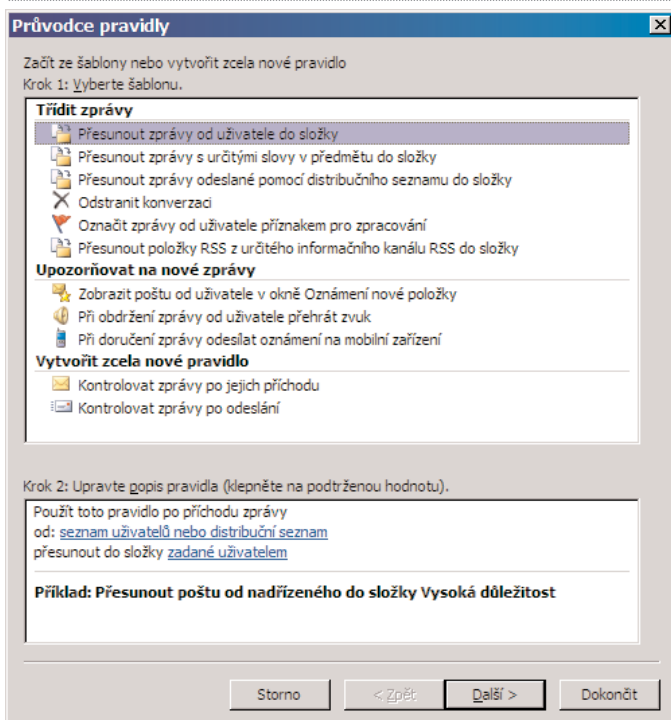 Průvodce pravidly
Začít ze šablony nebo vytvořit zcela nové pravidlo
Krok 1: Vyberte šablonu.
Třídit zprávy
Přesunout zprávy od uživatele do složky
Přesunout zprávy s určitými slovy v předmětu do složky
Přesunout zprávy odeslané pomocí distribučního seznamu do složky
Odstranit konverzaci
Označit zprávy od uživatele příznakem pro zpracování
Přesunout položky RSS z určitého informačního kanálu RSS do složky
Upozorňovat na nové zprávy
Zobrazit poštu od uživatele v okně Oznámení nové položky
Při obdržení zprávy od uživatele přehrát zvuk
Při doručení zprávy odesílat oznámení na mobilní zařízení
Vytvořit zcela nové pravidlo
Kontrolovat zprávy po jejich příchodu
Kontrolovat zprávy po odeslání
Krok 2: Upravte popis pravidla (klepněte na podtrženou hodnotu).
Použít toto pravidlo po příchodu zprávy
od: seznam uživatelů nebo distribuční seznam
přesunout do složky zadané uživatelem
Příklad: Přesunout poštu od nadřízeného do složky Vysoká důležitost
Storno < Zpět Další > Dokončit